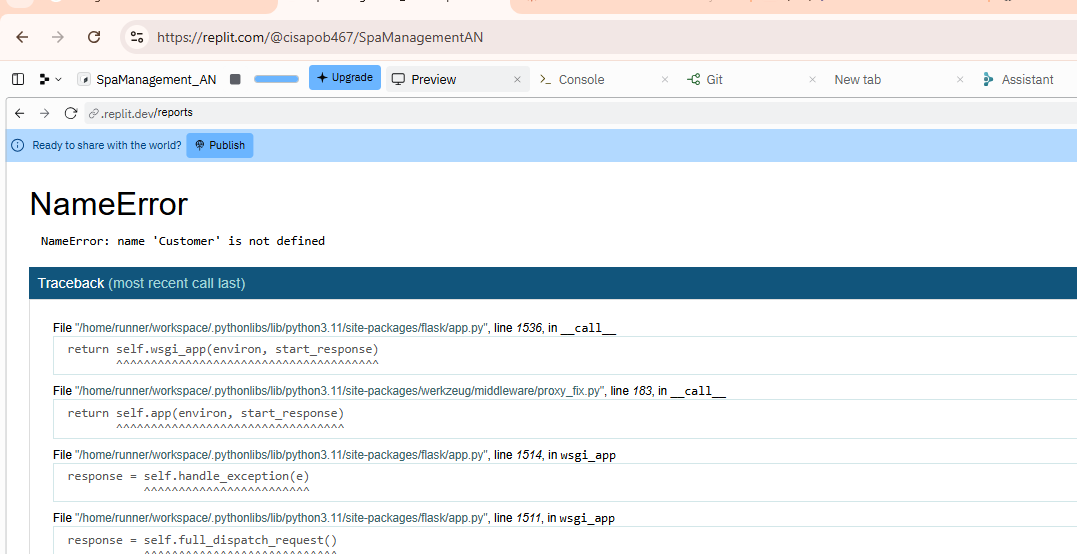 https://replit.com/@cisapob467/SpaManagementAN
SpaManagement_AN
Upgrade
Preview
Console
Git
New tab
Assistant
.replit.dev/reports
Ready to share with the world?
Publish
NameError
NameError: name 'Customer' is not defined
Traceback (most recent call last)
File "/home/runner/workspace/.pythonlibs/lib/python3.11/site-packages/flask/app.py", line 1536, in __call__
return self.wsgi_app(environ, start_response)
^^^^^^^^^^^^^^^^^^^^^^^^^^^^^^^^^^^^^^
File "/home/runner/workspace/.pythonlibs/lib/python3.11/site-packages/werkzeug/middleware/proxy_fix.py", line 183, in __call__
return self.app(environ, start_response)
^^^^^^^^^^^^^^^^^^^^^^^^^^^^^^^^^
File "/home/runner/workspace/.pythonlibs/lib/python3.11/site-packages/flask/app.py", line 1514, in wsgi_app
response = self.handle_exception(e)
^^^^^^^^^^^^^^^^^^^^^^^^
File "/home/runner/workspace/.pythonlibs/lib/python3.11/site-packages/flask/app.py", line 1511, in wsgi_app
response = self.full_dispatch_request()
^^^^^^^^^^^^^^^^^^^^^^^^^^^^